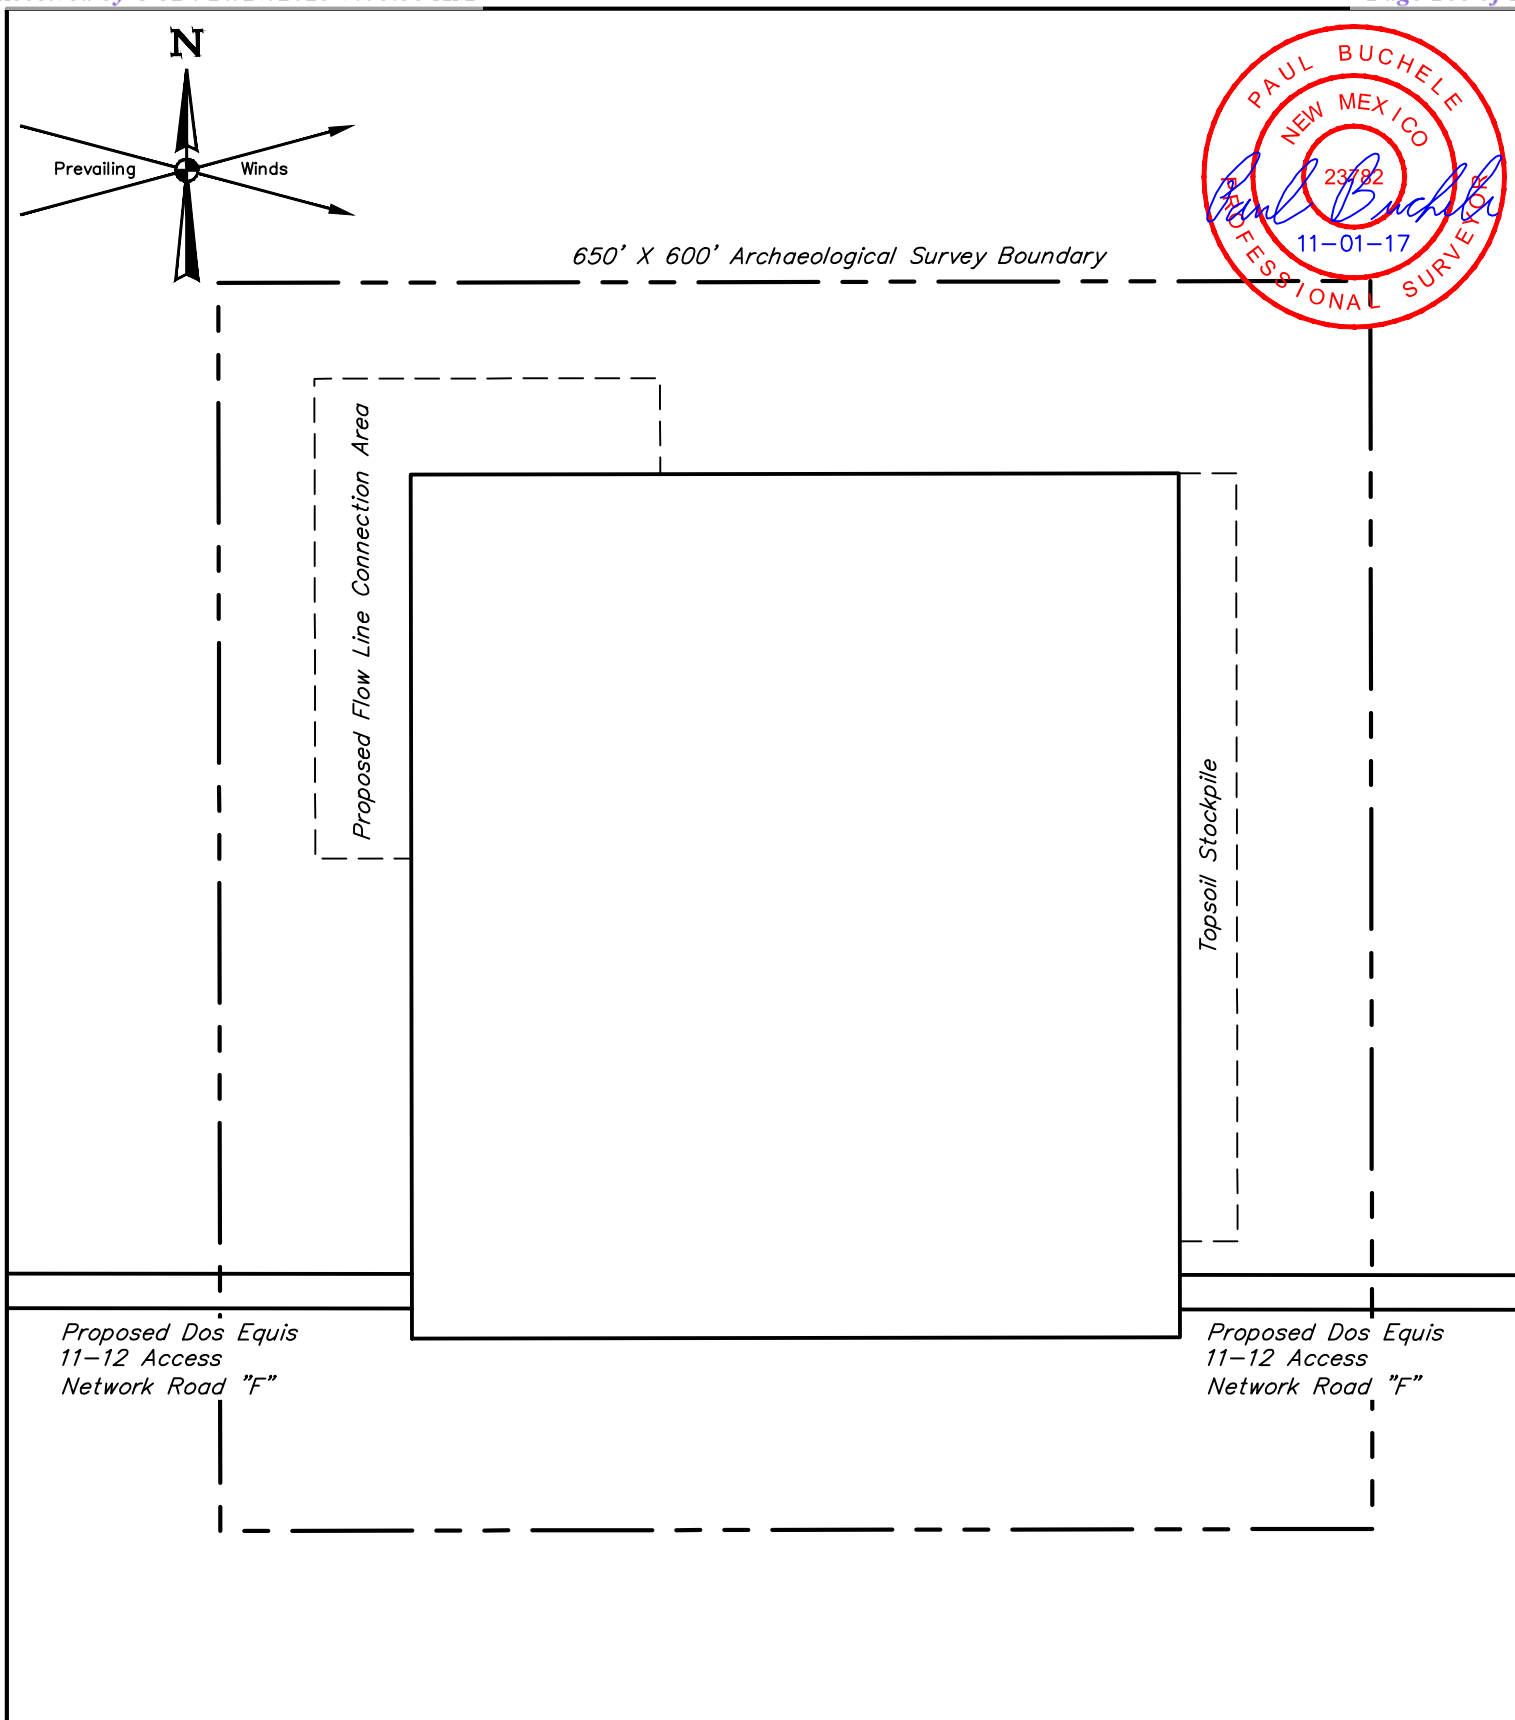 N
Prevailing Winds
PAUL BUCHELE
NEW MEXICO
23782
Paul Buchele
11-01-17
PROFESSIONAL SURVEYOR
650' X 600' Archaeological Survey Boundary
Proposed Flow Line Connection Area
Topsoil Stockpile
Proposed Dos Equis
11-12 Access
Network Road "F"
Proposed Dos Equis
11-12 Access
Network Road "F"